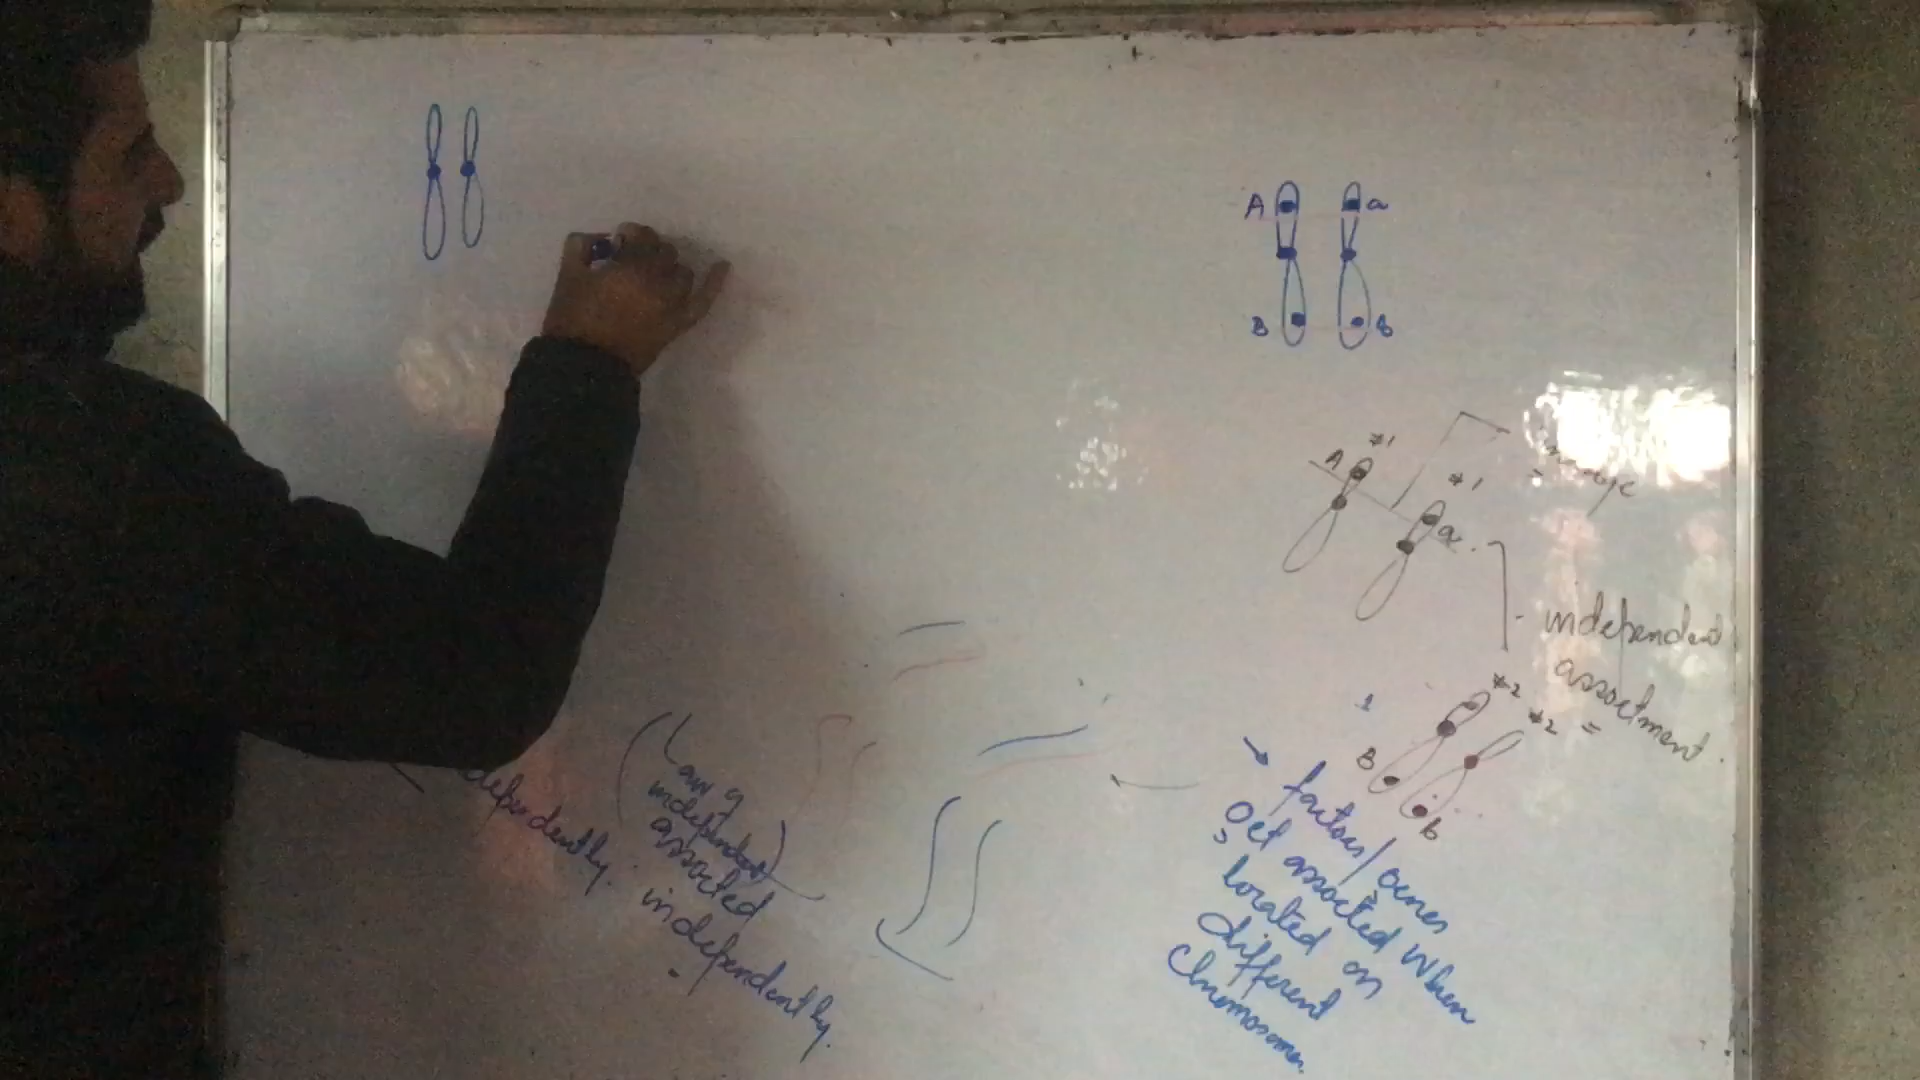 A a
B b
A #1
#1
a
independent
assortment
#2
#2
B
b
dependently.
(Law of
independent)
assorted
independently.
factors/genes
get assorted when
located on
different
Chromosomes.